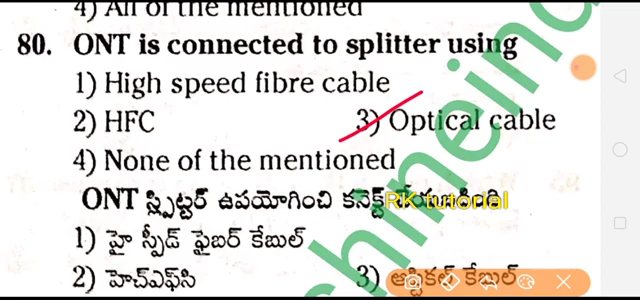 4) All of the mentioned
80. ONT is connected to splitter using
1) High speed fibre cable
2) HFC 3) Optical cable
4) None of the mentioned
ONT స్ప్లిట్టర్ ఉపయోగించి కనెక్ట్
RK tutorial
1) హై స్పీడ్ ఫైబర్ కేబుల్
2) హెచ్ఎఫ్‌సి 3) ఆప్టికల్ కేబుల్